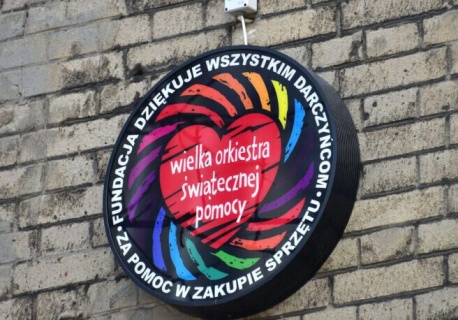 FUNDACJA DZIĘKUJE WSZYSTKIM DARCZYŃCOM
wielka orkiestra
świątecznej
pomocy
• ZA POMOC W ZAKUPIE SPRZĘTU •